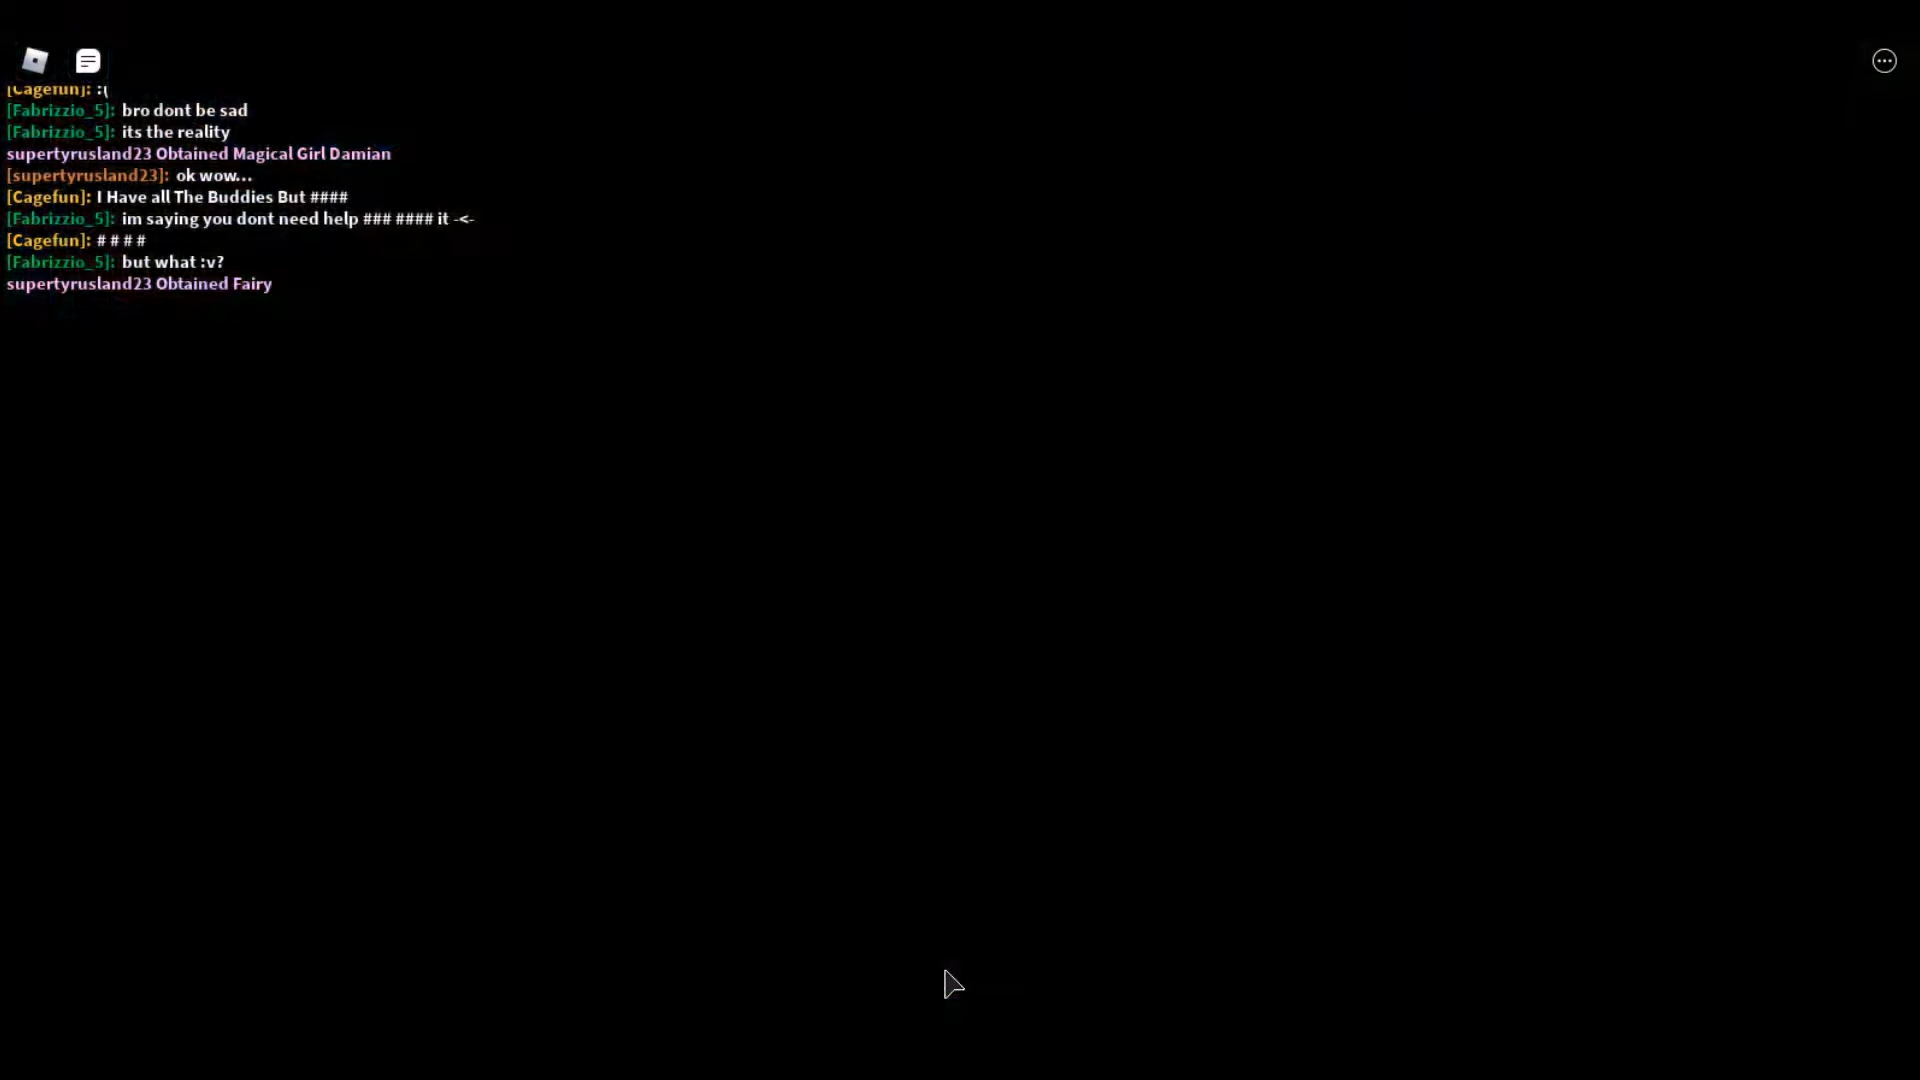 [Cagefun]: :(
[Fabrizzio_5]: bro dont be sad
[Fabrizzio_5]: its the reality
supertyrusland23 Obtained Magical Girl Damian
[supertyrusland23]: ok wow...
[Cagefun]: I Have all The Buddies But ####
[Fabrizzio_5]: im saying you dont need help ### #### it -<-
[Cagefun]: # # # #
[Fabrizzio_5]: but what :v?
supertyrusland23 Obtained Fairy